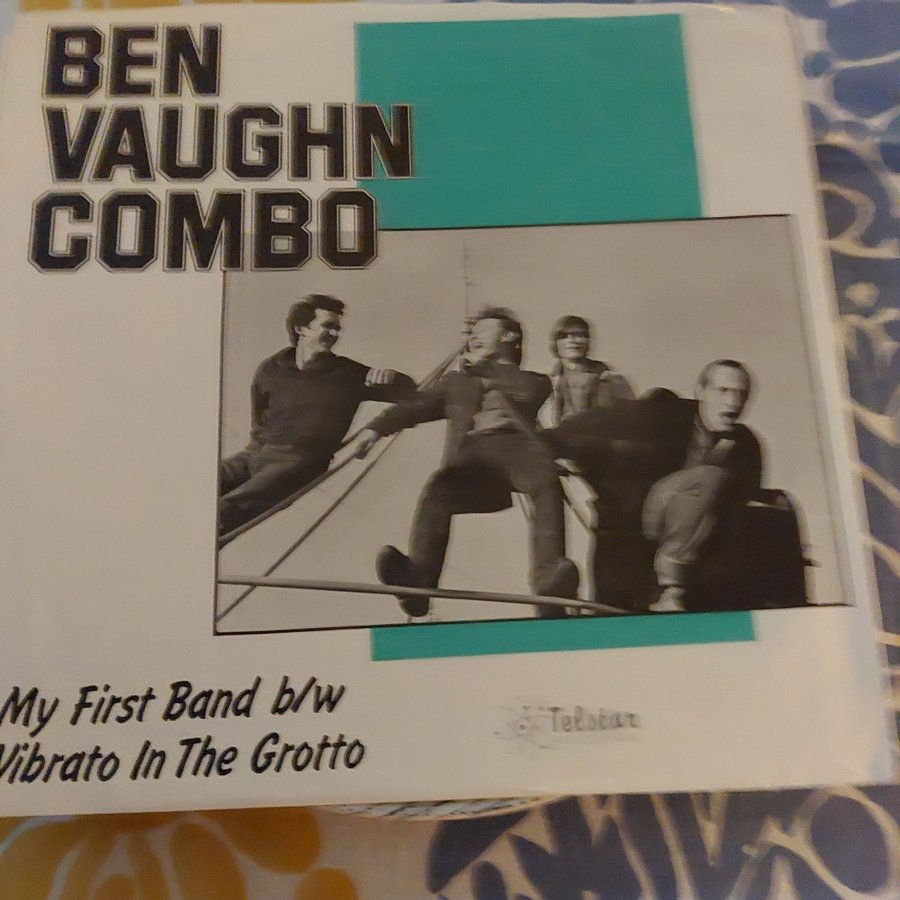 BEN
VAUGHN
COMBO
My First Band b/w
Vibrato In The Grotto
Telstar